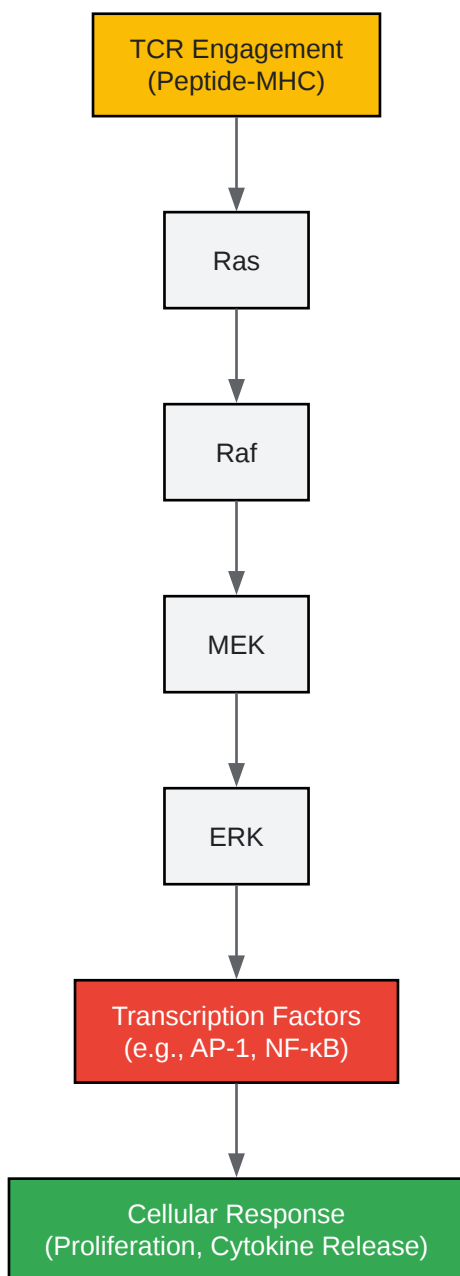 TCR Engagement
(Peptide-MHC)
Ras
Raf
MEK
ERK
Transcription Factors
(e.g., AP-1, NF-κB)
Cellular Response
(Proliferation, Cytokine Release)